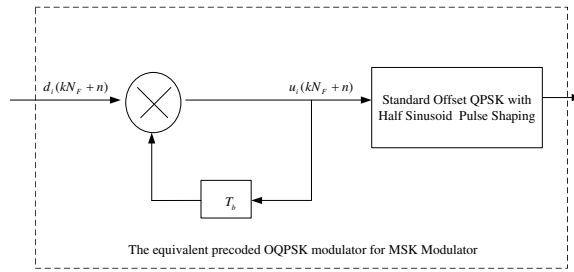 d_i(kN_F + n)
u_i(kN_F + n)
Standard Offset QPSK with
Half Sinusoid Pulse Shaping
T_b
The equivalent precoded OQPSK modulator for MSK Modulator